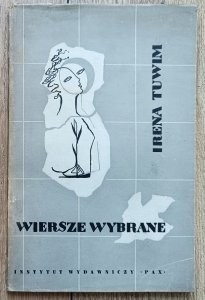 IRENA TUWIM
WIERSZE WYBRANE
INSTYTUT WYDAWNICZY «PAX»